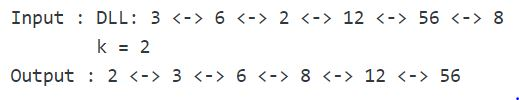 Input : DLL: 3 <-> 6 <-> 2 <-> 12 <-> 56 <-> 8
k = 2
Output : 2 <-> 3 <-> 6 <-> 8 <-> 12 <-> 56